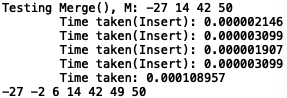 Testing Merge(), M: -27 14 42 50
Time taken(Insert): 0.000002146
Time taken(Insert): 0.000003099
Time taken(Insert): 0.000001907
Time taken(Insert): 0.000003099
Time taken: 0.000108957
-27 -2 6 14 42 49 50